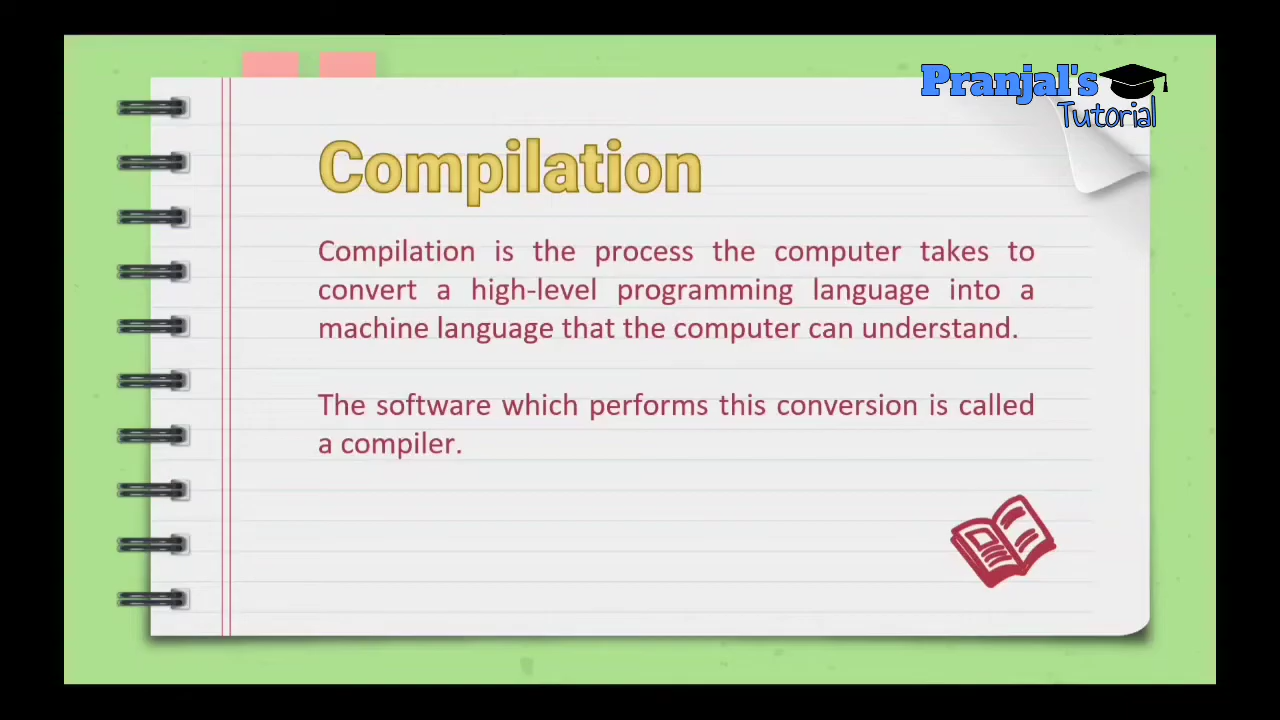 Pranjal's
Tutorial
Compilation
Compilation is the process the computer takes to
convert a high-level programming language into a
machine language that the computer can understand.
The software which performs this conversion is called
a compiler.